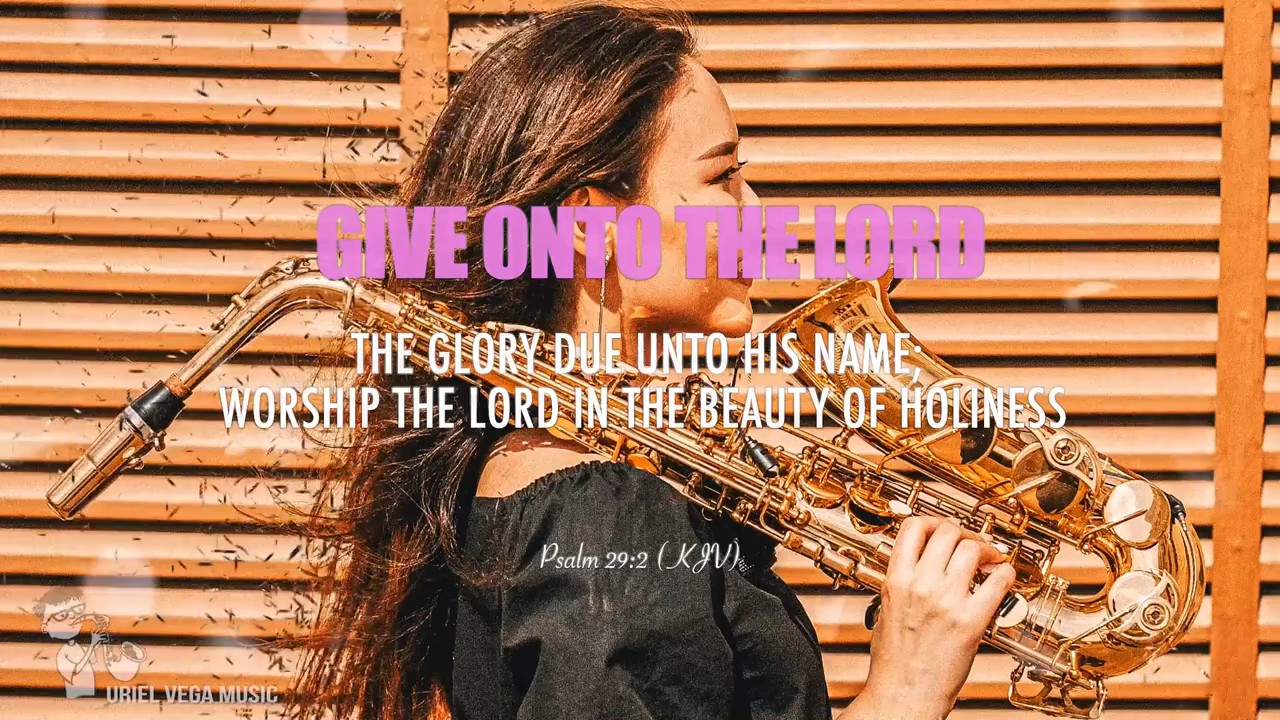 GIVE ONTO THE LORD
THE GLORY DUE UNTO HIS NAME;
WORSHIP THE LORD IN THE BEAUTY OF HOLINESS
Psalm 29:2 (KJV)
URIEL VEGA MUSIC